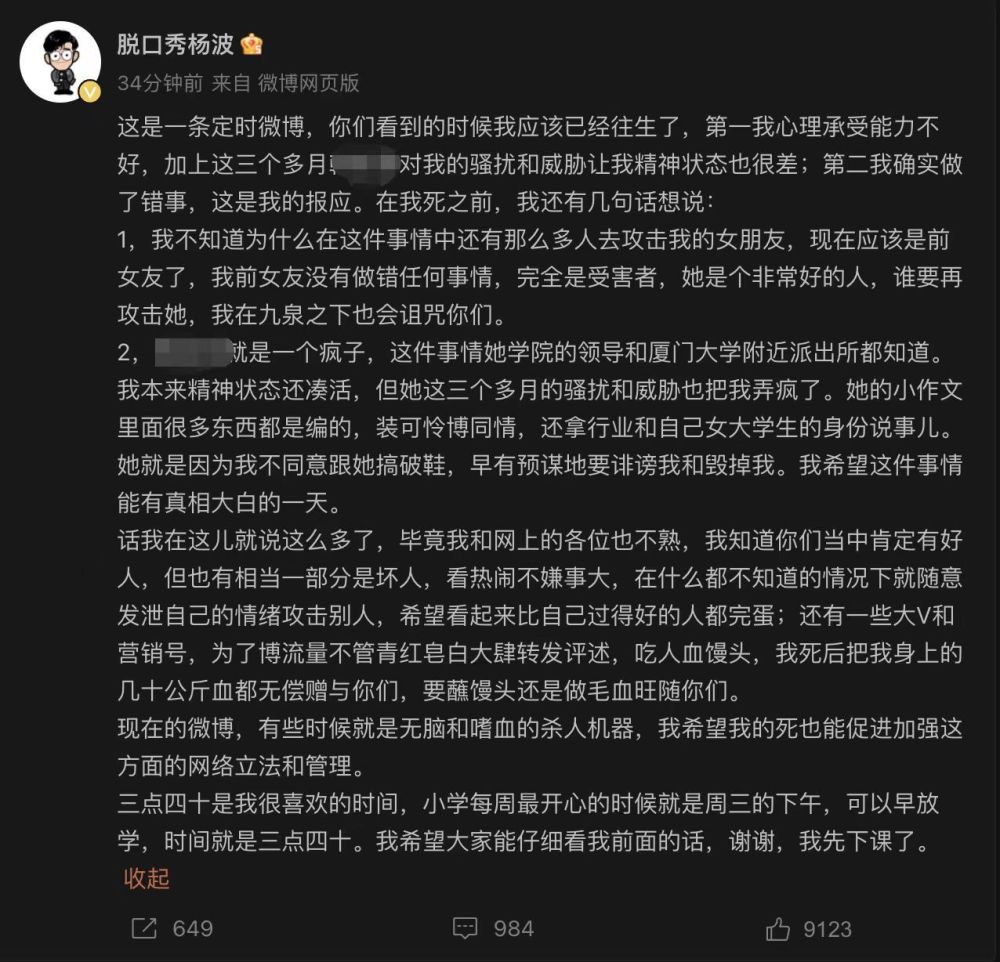 脱口秀杨波
34分钟前 来自 微博网页版
这是一条定时微博，你们看到的时候我应该已经往生了，第一我心理承受能力不
好，加上这三个多月 对我的骚扰和威胁让我精神状态也很差；第二我确实做
了错事，这是我的报应。在我死之前，我还有几句话想说：
1，我不知道为什么在这件事情中还有那么多人去攻击我的女朋友，现在应该是前
女友了，我前女友没有做错任何事情，完全是受害者，她是个非常好的人，谁要再
攻击她，我在九泉之下也会诅咒你们。
2， 就是一个疯子，这件事情她学院的领导和厦门大学附近派出所都知道。
我本来精神状态还凑活，但她这三个多月的骚扰和威胁也把我弄疯了。她的小作文
里面很多东西都是编的，装可怜博同情，还拿行业和自己女大学生的身份说事儿。
她就是因为我不同意跟她搞破鞋，早有预谋地要诽谤我和毁掉我。我希望这件事情
能有真相大白的一天。
话我在这儿就说这么多了，毕竟我和网上的各位也不熟，我知道你们当中肯定有好
人，但也有相当一部分是坏人，看热闹不嫌事大，在什么都不知道的情况下就随意
发泄自己的情绪攻击别人，希望看起来比自己过得好的人都完蛋；还有一些大V和
营销号，为了博流量不管青红皂白大肆转发评述，吃人血馒头，我死后把我身上的
几十公斤血都无偿赠与你们，要蘸馒头还是做毛血旺随你们。
现在的微博，有些时候就是无脑和嗜血的杀人机器，我希望我的死也能促进加强这
方面的网络立法和管理。
三点四十是我很喜欢的时间，小学每周最开心的时候就是周三的下午，可以早放
学，时间就是三点四十。我希望大家能仔细看我前面的话，谢谢，我先下课了。
收起
649 984 9123